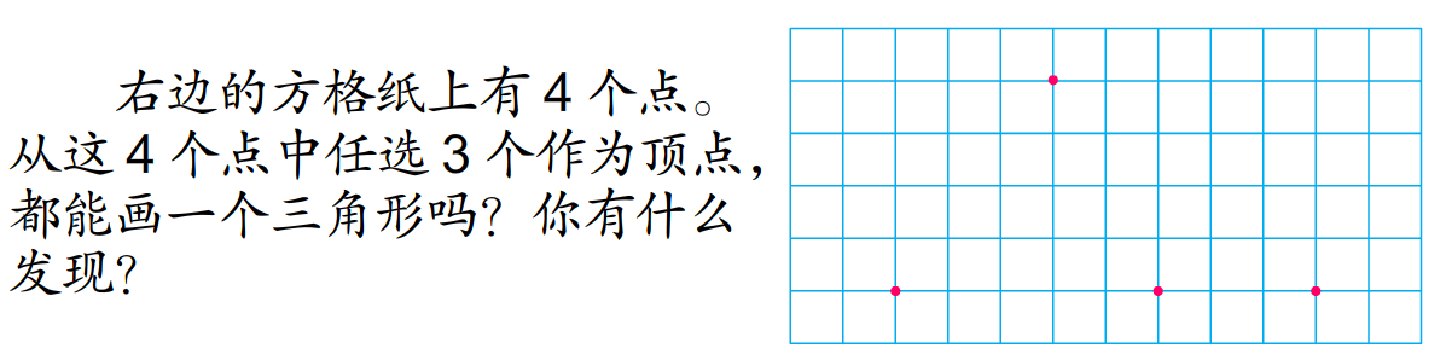 右边的方格纸上有4个点。
从这4个点中任选3个作为顶点，
都能画一个三角形吗？你有什么
发现？